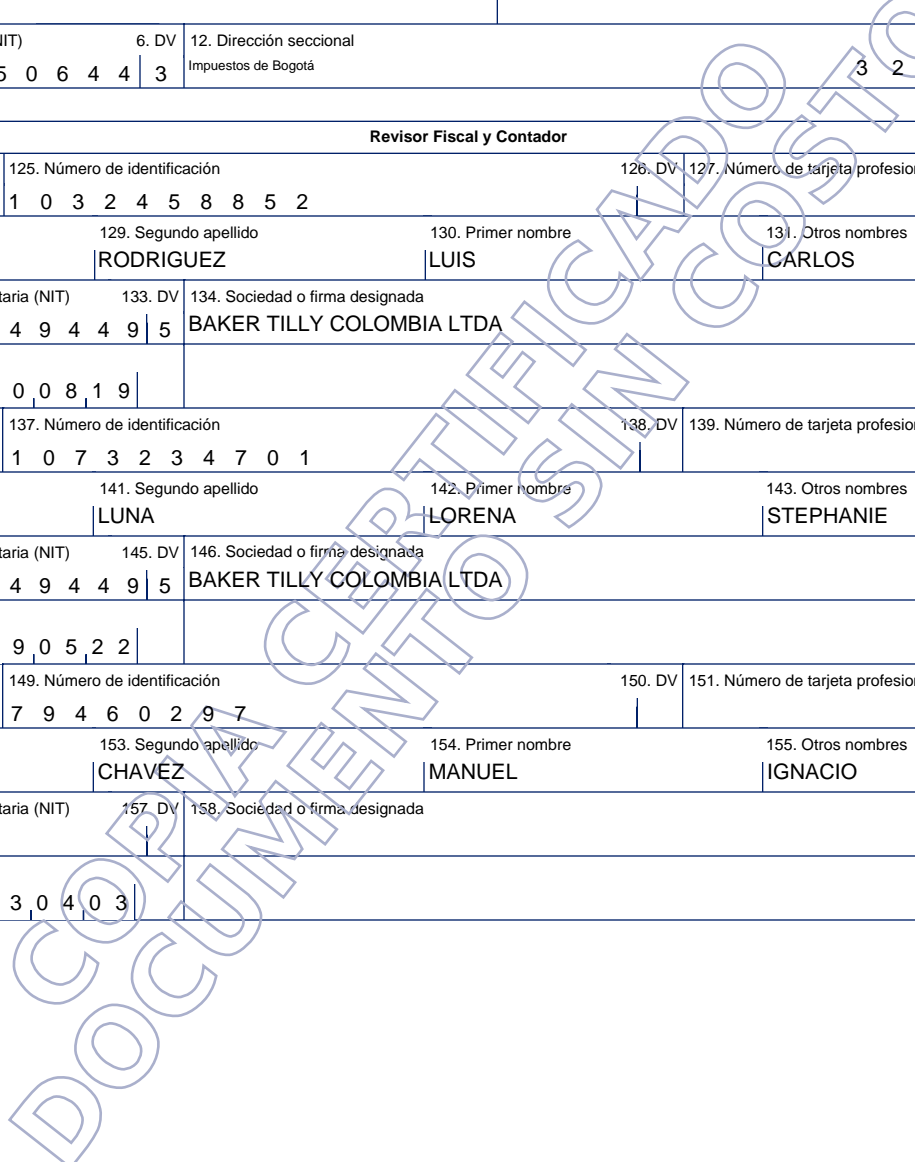 NIT) 6. DV 12. Dirección seccional
5 0 6 4 4 3 Impuestos de Bogotá 3 2
Revisor Fiscal y Contador
125. Número de identificación 126. DV 127. Número de tarjeta profesion
1 0 3 2 4 5 8 8 5 2
129. Segundo apellido 130. Primer nombre 131. Otros nombres
RODRIGUEZ LUIS CARLOS
taria (NIT) 133. DV 134. Sociedad o firma designada
4 9 4 4 9 5 BAKER TILLY COLOMBIA LTDA
0 0 8 1 9
137. Número de identificación 138. DV 139. Número de tarjeta profesion
1 0 7 3 2 3 4 7 0 1
141. Segundo apellido 142. Primer nombre 143. Otros nombres
LUNA LORENA STEPHANIE
taria (NIT) 145. DV 146. Sociedad o firma designada
4 9 4 4 9 5 BAKER TILLY COLOMBIA LTDA
9 0 5 2 2
149. Número de identificación 150. DV 151. Número de tarjeta profesion
7 9 4 6 0 2 9 7
153. Segundo apellido 154. Primer nombre 155. Otros nombres
CHAVEZ MANUEL IGNACIO
taria (NIT) 157. DV 158. Sociedad o firma designada
3 0 4 0 3
COPIA CERTIFICADO
DOCUMENTO SIN COSTO